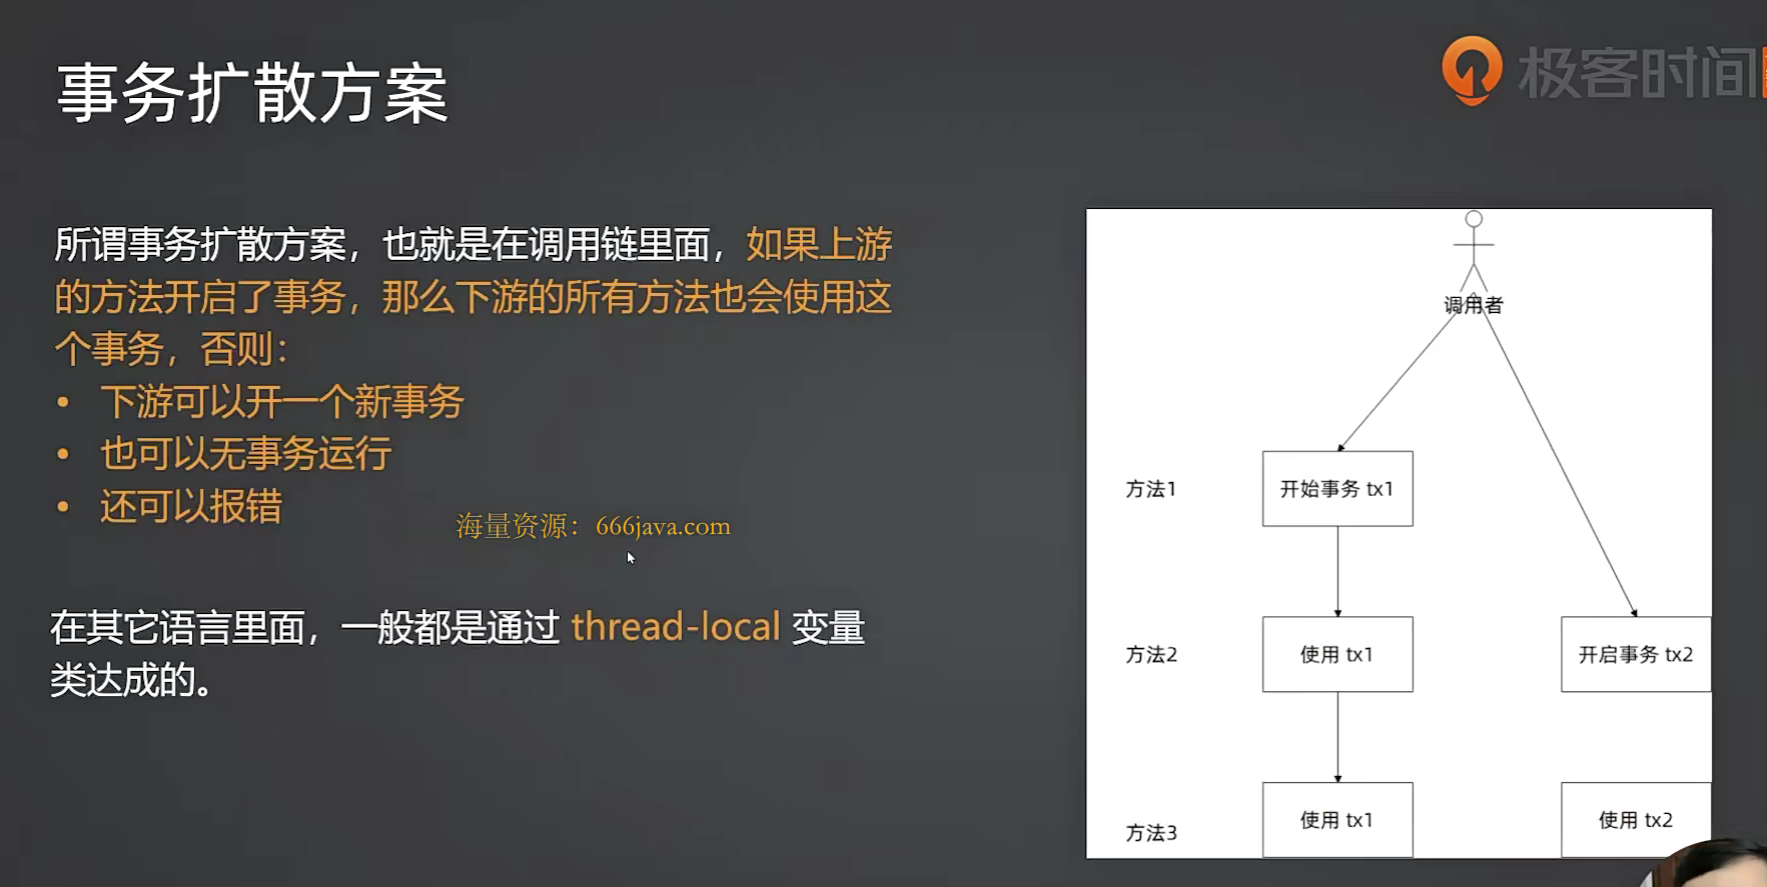 事务扩散方案
极客时间
所谓事务扩散方案，也就是在调用链里面，如果上游
的方法开启了事务，那么下游的所有方法也会使用这
个事务，否则：
• 下游可以开一个新事务
• 也可以无事务运行
• 还可以报错
海量资源：666java.com
在其它语言里面，一般都是通过 thread-local 变量
类达成的。
调用者
方法1
开始事务 tx1
方法2
使用 tx1
开启事务 tx2
方法3
使用 tx1
使用 tx2